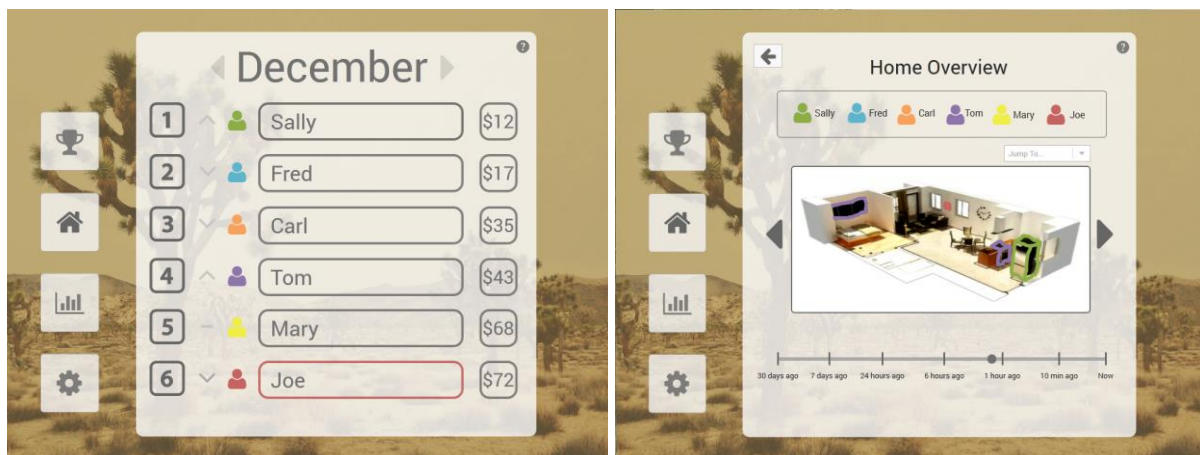 December
?
1 Sally $12
2 Fred $17
3 Carl $35
4 Tom $43
5 Mary $68
6 Joe $72
?
Home Overview
Sally Fred Carl Tom Mary Joe
Jump To...
30 days ago 7 days ago 24 hours ago 6 hours ago 1 hour ago 10 min ago Now